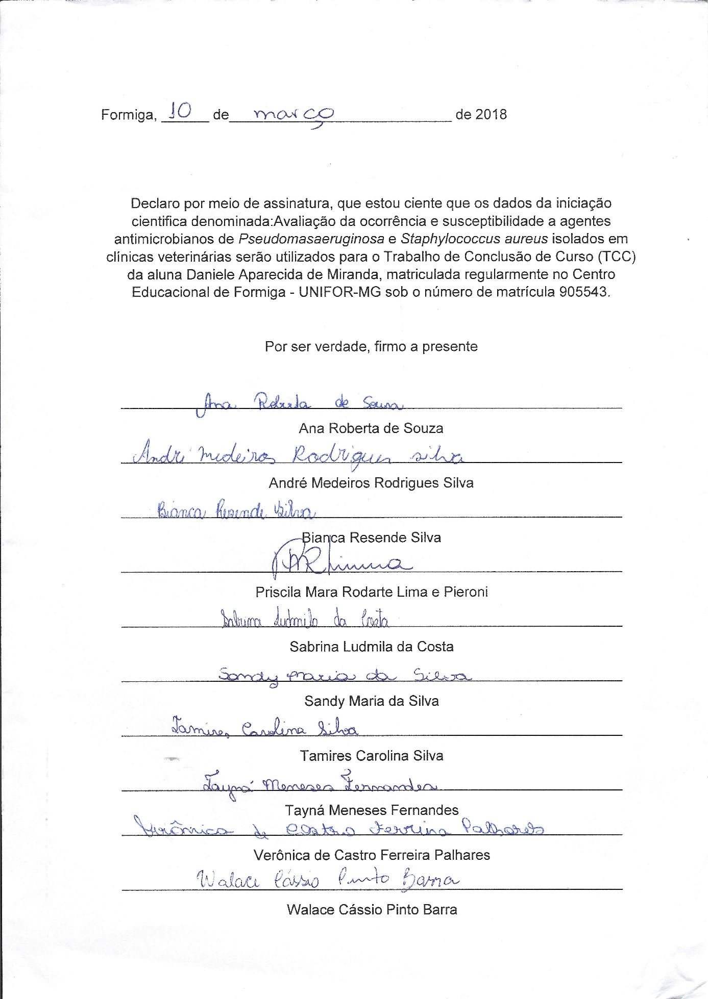 Formiga, 10 de março de 2018
Declaro por meio de assinatura, que estou ciente que os dados da iniciação
cientifica denominada:Avaliação da ocorrência e susceptibilidade a agentes
antimicrobianos de Pseudomasaeruginosa e Staphylococcus aureus isolados em
clínicas veterinárias serão utilizados para o Trabalho de Conclusão de Curso (TCC)
da aluna Daniele Aparecida de Miranda, matriculada regularmente no Centro
Educacional de Formiga - UNIFOR-MG sob o número de matrícula 905543.
Por ser verdade, firmo a presente
Ana Roberta de Sousa
Ana Roberta de Souza
André Medeiros Rodrigues Silva
André Medeiros Rodrigues Silva
Bianca Resende Silva
Bianca Resende Silva
Priscila Mara Rodarte Lima e Pieroni
Sabrina Ludmila da Costa
Sabrina Ludmila da Costa
Sandy Maria da Silva
Sandy Maria da Silva
Tamires Carolina Silva
Tamires Carolina Silva
Tayná Meneses Fernandes
Tayná Meneses Fernandes
Verônica de Castro Ferreira Palhares
Verônica de Castro Ferreira Palhares
Walace Cássio Pinto Barra
Walace Cássio Pinto Barra